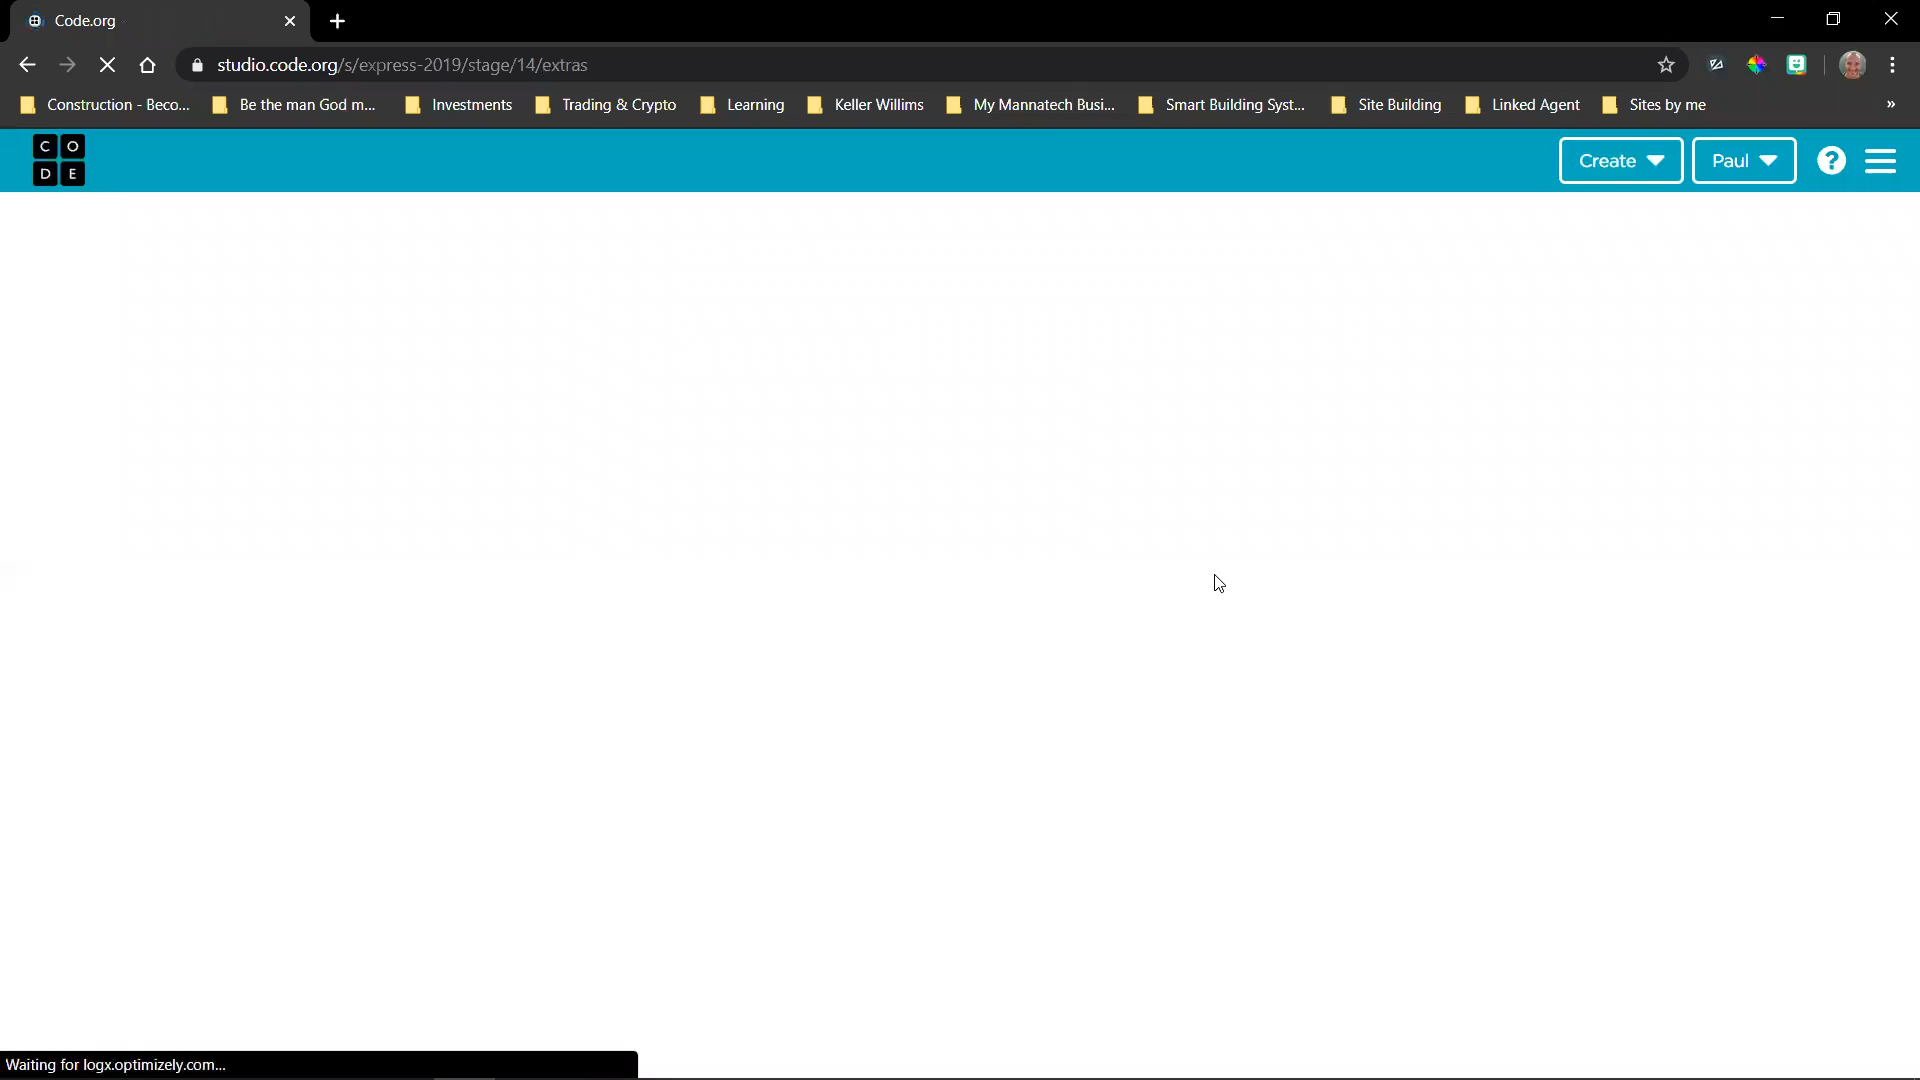 Code.org
studio.code.org/s/express-2019/stage/14/extras
Construction - Beco... Be the man God m... Investments Trading & Crypto Learning Keller Willims My Mannatech Busi... Smart Building Syst... Site Building Linked Agent Sites by me »
C O
D E
Create Paul ?
Waiting for logx.optimizely.com...